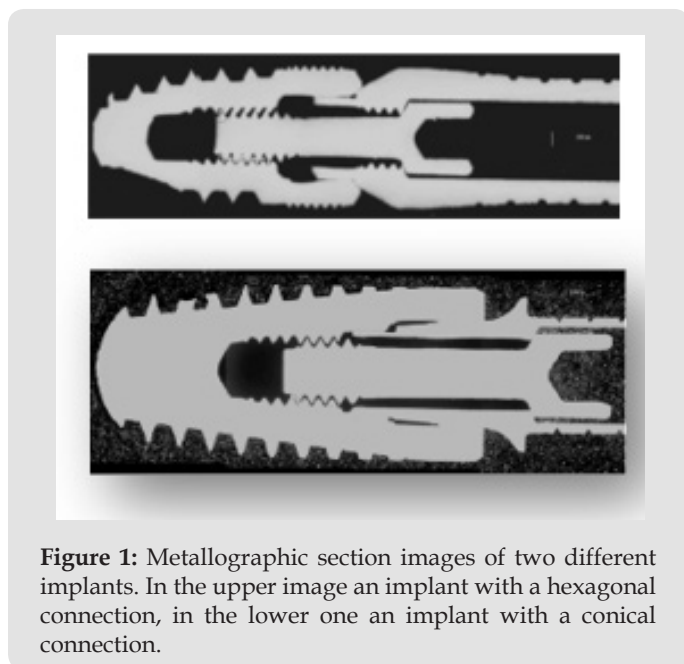 Figure 1: Metallographic section images of two different
implants. In the upper image an implant with a hexagonal
connection, in the lower one an implant with a conical
connection.